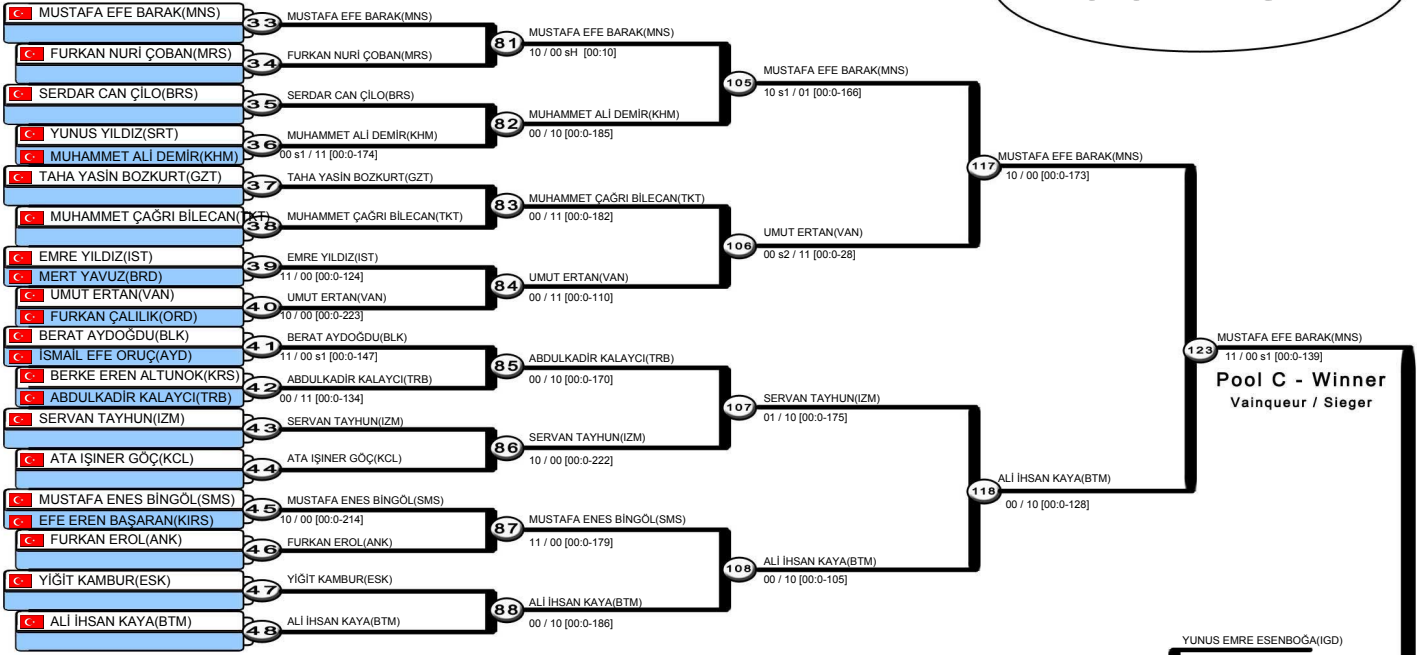 MUSTAFA EFE BARAK(MNS)
33
MUSTAFA EFE BARAK(MNS)
FURKAN NURİ ÇOBAN(MRS)
34
FURKAN NURİ ÇOBAN(MRS)
81
MUSTAFA EFE BARAK(MNS)
10 / 00 sH [00:10]
SERDAR CAN ÇİLO(BRS)
35
SERDAR CAN ÇİLO(BRS)
YUNUS YILDIZ(SRT)
MUHAMMET ALİ DEMİR(KHM)
36
MUHAMMET ALİ DEMİR(KHM)
00 s1 / 11 [00:0-174]
82
MUHAMMET ALİ DEMİR(KHM)
00 / 10 [00:0-185]
105
MUSTAFA EFE BARAK(MNS)
10 s1 / 01 [00:0-166]
TAHA YASİN BOZKURT(GZT)
37
TAHA YASİN BOZKURT(GZT)
MUHAMMET ÇAĞRI BİLECAN(TKT)
38
MUHAMMET ÇAĞRI BİLECAN(TKT)
83
MUHAMMET ÇAĞRI BİLECAN(TKT)
00 / 11 [00:0-182]
EMRE YILDIZ(IST)
MERT YAVUZ(BRD)
39
EMRE YILDIZ(IST)
11 / 00 [00:0-124]
UMUT ERTAN(VAN)
FURKAN ÇALILIK(ORD)
40
UMUT ERTAN(VAN)
10 / 00 [00:0-223]
84
UMUT ERTAN(VAN)
00 / 11 [00:0-110]
106
UMUT ERTAN(VAN)
00 s2 / 11 [00:0-28]
117
MUSTAFA EFE BARAK(MNS)
10 / 00 [00:0-173]
BERAT AYDOĞDU(BLK)
İSMAİL EFE ORUÇ(AYD)
41
BERAT AYDOĞDU(BLK)
11 / 00 s1 [00:0-147]
BERKE EREN ALTUNOK(KRS)
ABDULKADİR KALAYCI(TRB)
42
ABDULKADİR KALAYCI(TRB)
00 / 11 [00:0-134]
85
ABDULKADİR KALAYCI(TRB)
00 / 10 [00:0-170]
SERVAN TAYHUN(IZM)
43
SERVAN TAYHUN(IZM)
ATA IŞINER GÖÇ(KCL)
44
ATA IŞINER GÖÇ(KCL)
86
SERVAN TAYHUN(IZM)
10 / 00 [00:0-222]
107
SERVAN TAYHUN(IZM)
01 / 10 [00:0-175]
MUSTAFA ENES BİNGÖL(SMS)
EFE EREN BAŞARAN(KIRS)
45
MUSTAFA ENES BİNGÖL(SMS)
10 / 00 [00:0-214]
FURKAN EROL(ANK)
46
FURKAN EROL(ANK)
87
MUSTAFA ENES BİNGÖL(SMS)
11 / 00 [00:0-179]
YİĞİT KAMBUR(ESK)
47
YİĞİT KAMBUR(ESK)
ALİ İHSAN KAYA(BTM)
48
ALİ İHSAN KAYA(BTM)
88
ALİ İHSAN KAYA(BTM)
00 / 10 [00:0-186]
108
ALİ İHSAN KAYA(BTM)
00 / 10 [00:0-105]
118
ALİ İHSAN KAYA(BTM)
00 / 10 [00:0-128]
123
MUSTAFA EFE BARAK(MNS)
11 / 00 s1 [00:0-139]
Pool C - Winner
Vainqueur / Sieger
YUNUS EMRE ESENBOĞA(IGD)